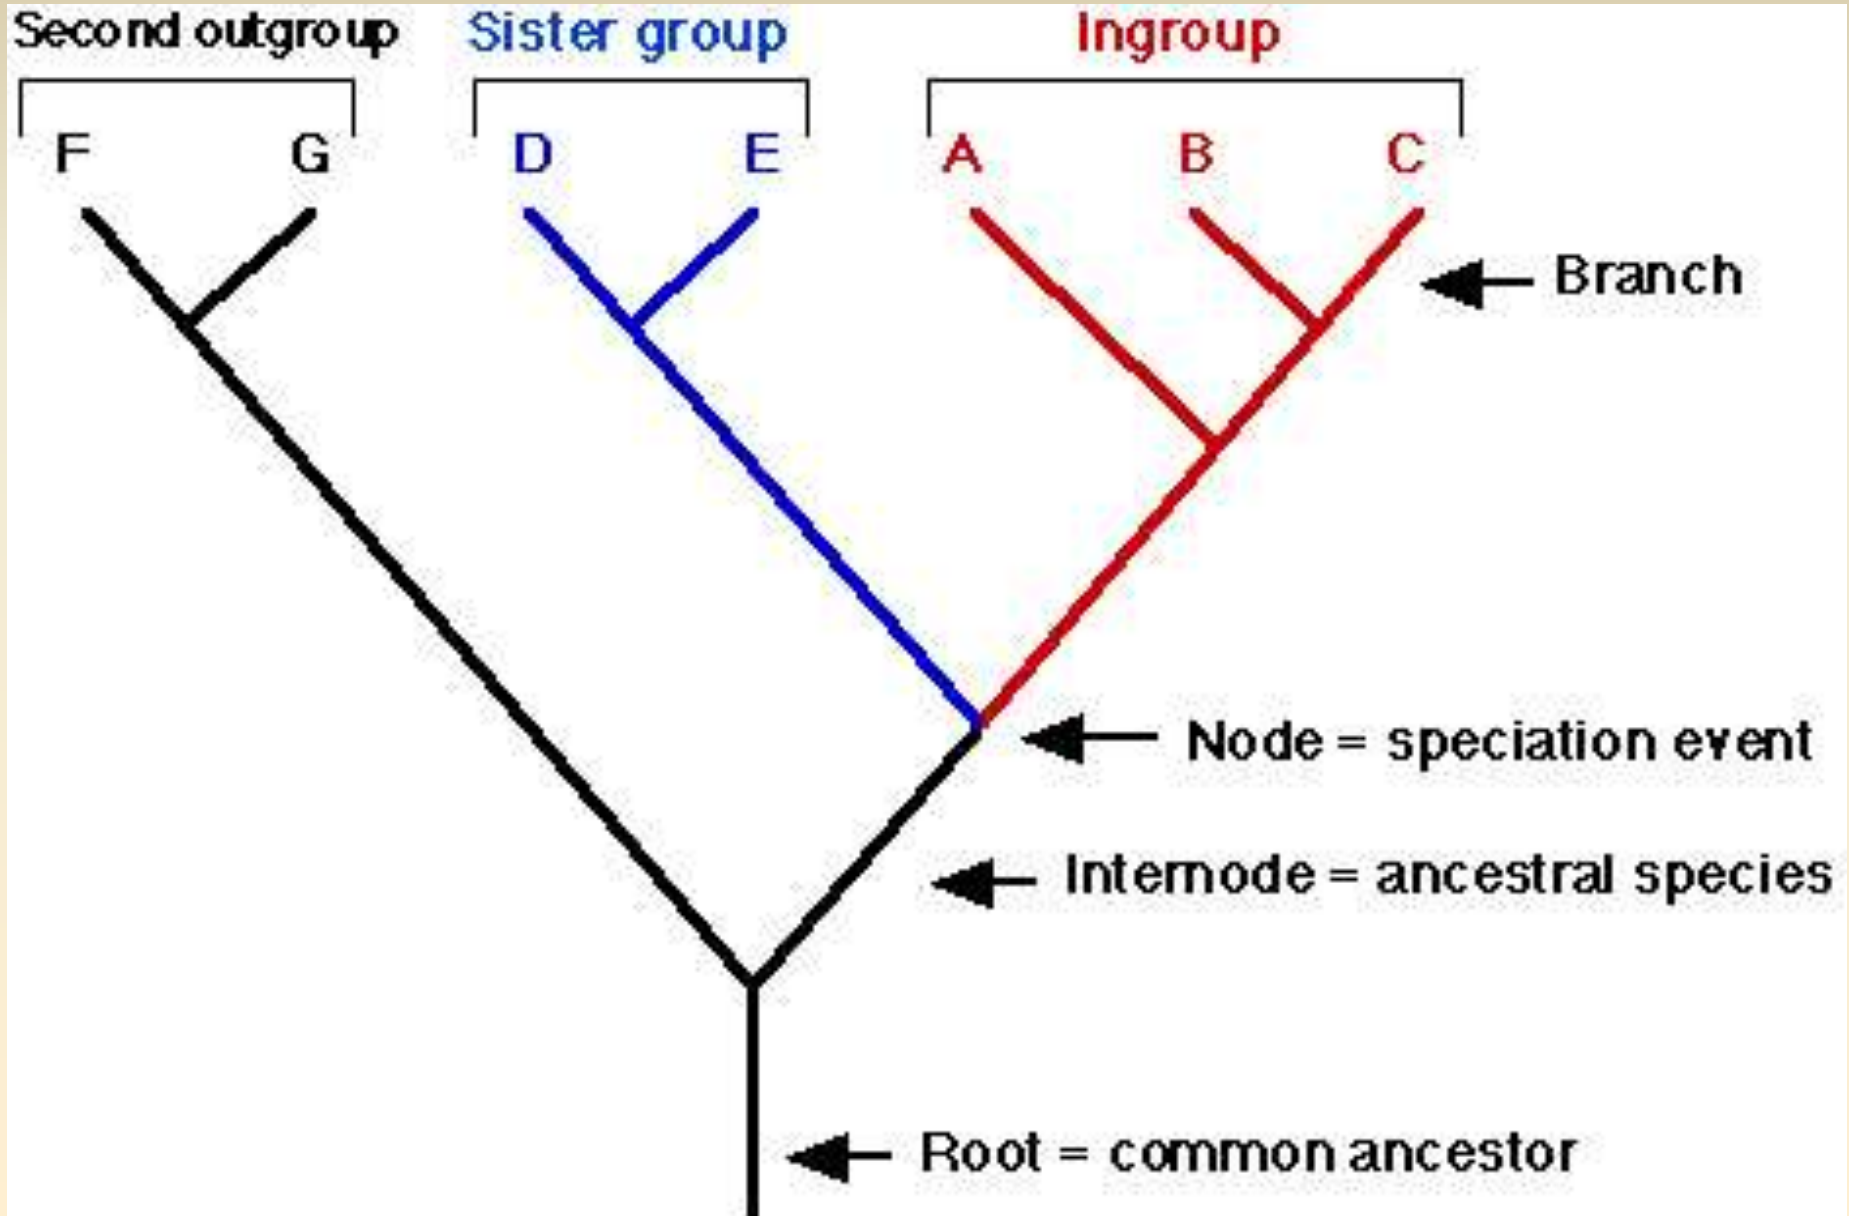 Second outgroup Sister group Ingroup
F G D E A B C
Branch
Node = speciation event
Internode = ancestral species
Root = common ancestor